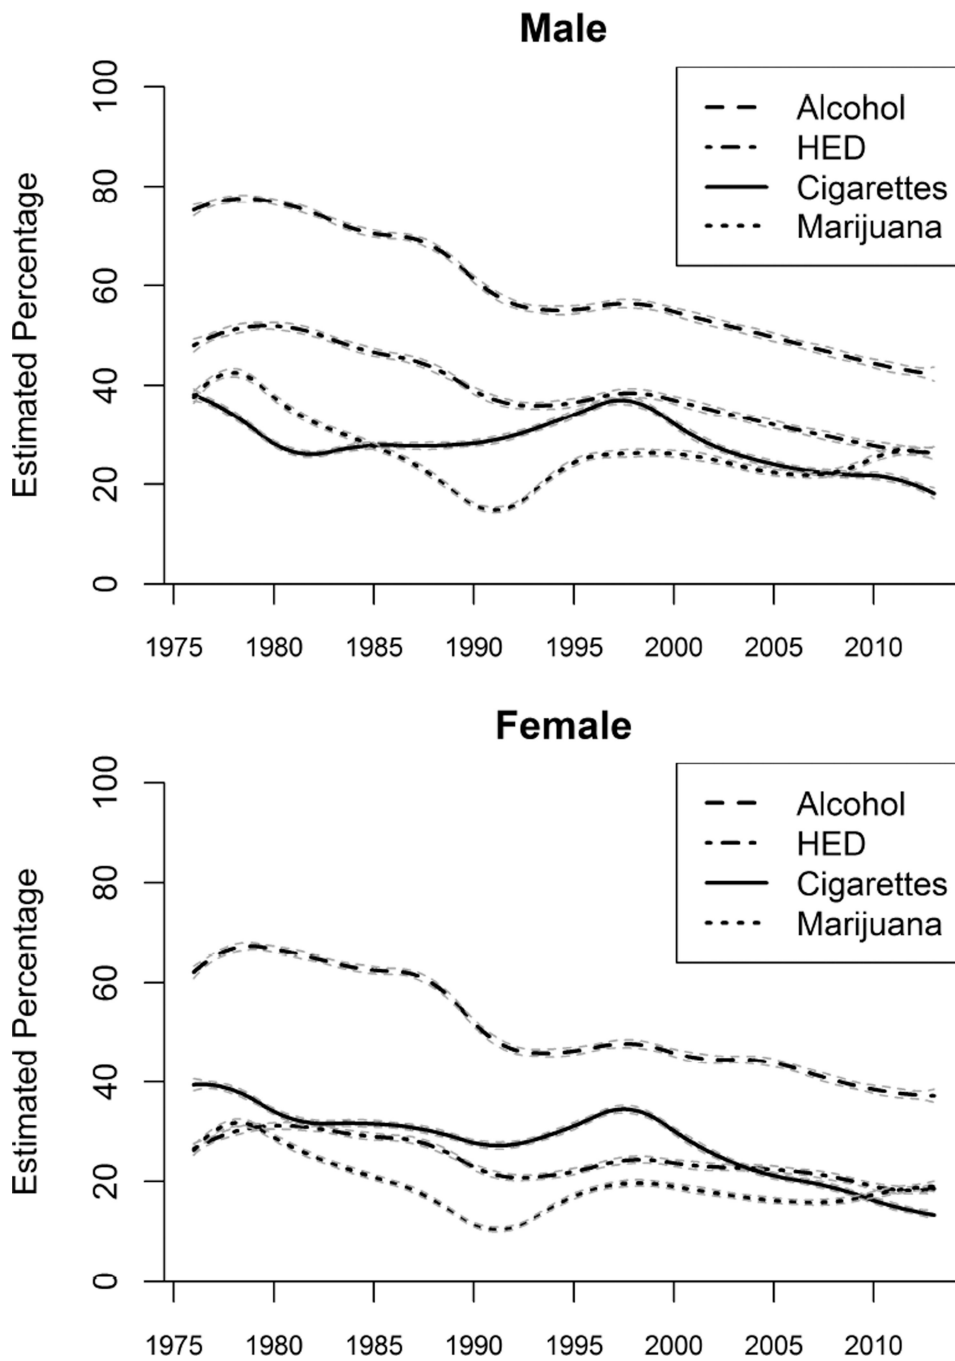 Male
100
80
60
40
20
0
Estimated Percentage
Alcohol
HED
Cigarettes
Marijuana
1975 1980 1985 1990 1995 2000 2005 2010
Female
100
80
60
40
20
0
Estimated Percentage
Alcohol
HED
Cigarettes
Marijuana
1975 1980 1985 1990 1995 2000 2005 2010